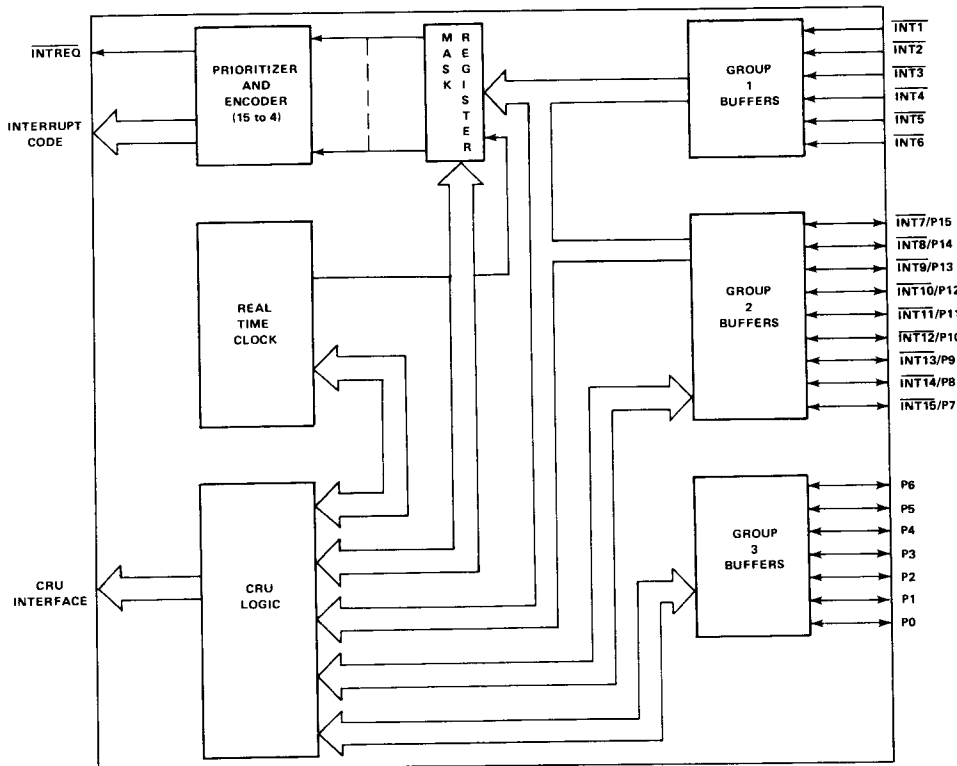 INTREQ
INTERRUPT
CODE
PRIORITIZER
AND
ENCODER
(15 to 4)
MASK
REGISTER
GROUP
1
BUFFERS
INT1
INT2
INT3
INT4
INT5
INT6
REAL
TIME
CLOCK
GROUP
2
BUFFERS
INT7/P15
INT8/P14
INT9/P13
INT10/P12
INT11/P11
INT12/P10
INT13/P9
INT14/P8
INT15/P7
CRU
INTERFACE
CRU
LOGIC
GROUP
3
BUFFERS
P6
P5
P4
P3
P2
P1
P0